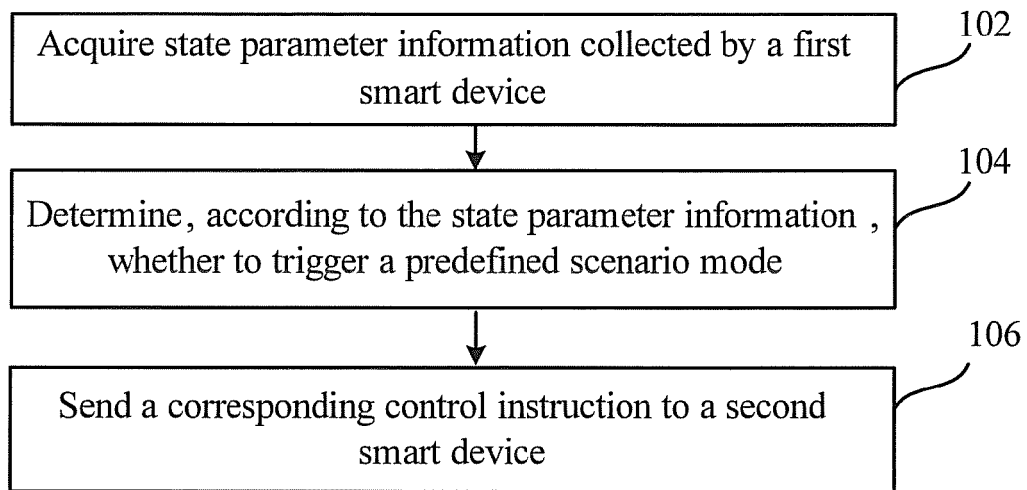 Acquire state parameter information collected by a first
smart device
102
Determine, according to the state parameter information ,
whether to trigger a predefined scenario mode
104
Send a corresponding control instruction to a second
smart device
106